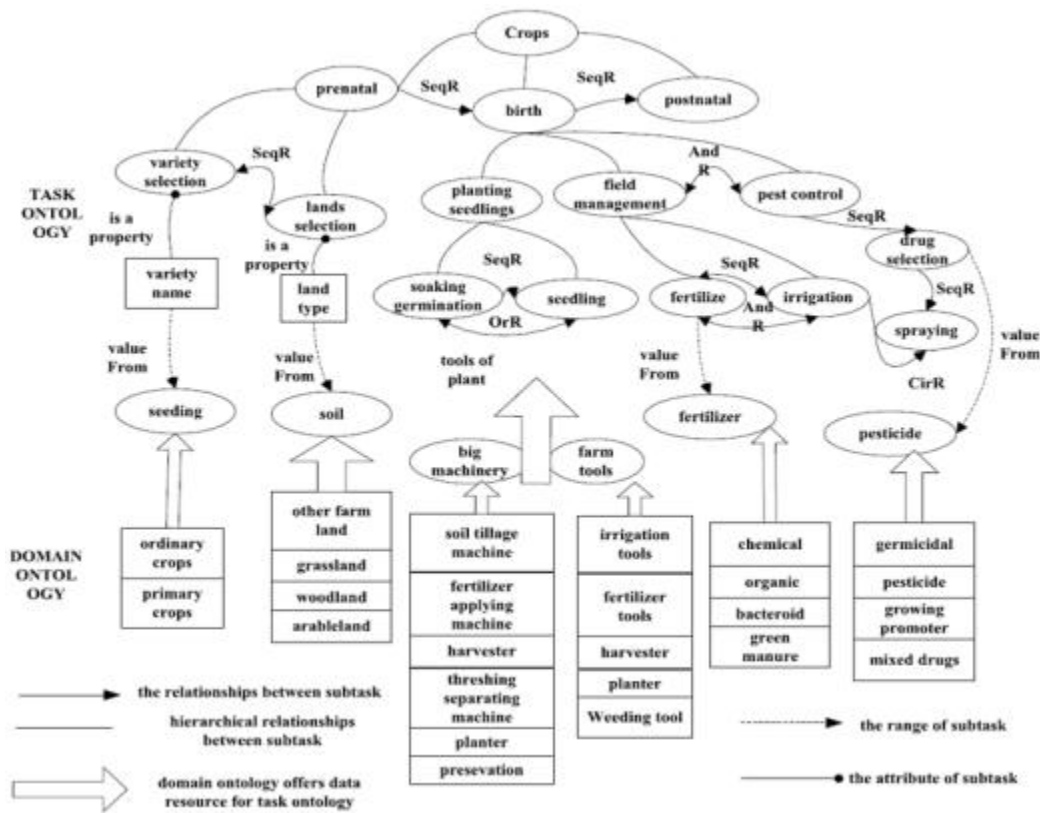 Crops
SeqR
SeqR
prenatal
birth
postnatal
variety
selection
SeqR
lands
selection
planting
seedlings
field
management
And
R
pest control
SeqR
drug
selection
TASK
ONTOL
OGY
is a
property
is a
property
variety
name
land
type
SeqR
soaking
germination
seedling
OrR
SeqR
fertilize
irrigation
And
R
SeqR
spraying
CirR
value
From
value
From
tools of
plant
value
From
value
From
seeding
soil
fertilizer
pesticide
big
machinery
farm
tools
DOMAIN
ONTOL
OGY
ordinary
crops
primary
crops
other farm
land
grassland
woodland
arableland
soil tillage
machine
fertilizer
applying
machine
harvester
threshing
separating
machine
planter
presevation
irrigation
tools
fertilizer
tools
harvester
planter
Weeding tool
chemical
organic
bacteroid
green
manure
germicidal
pesticide
growing
promoter
mixed drugs
the relationships between subtask
hierarchical relationships
between subtask
domain ontology offers data
resource for task ontology
the range of subtask
the attribute of subtask